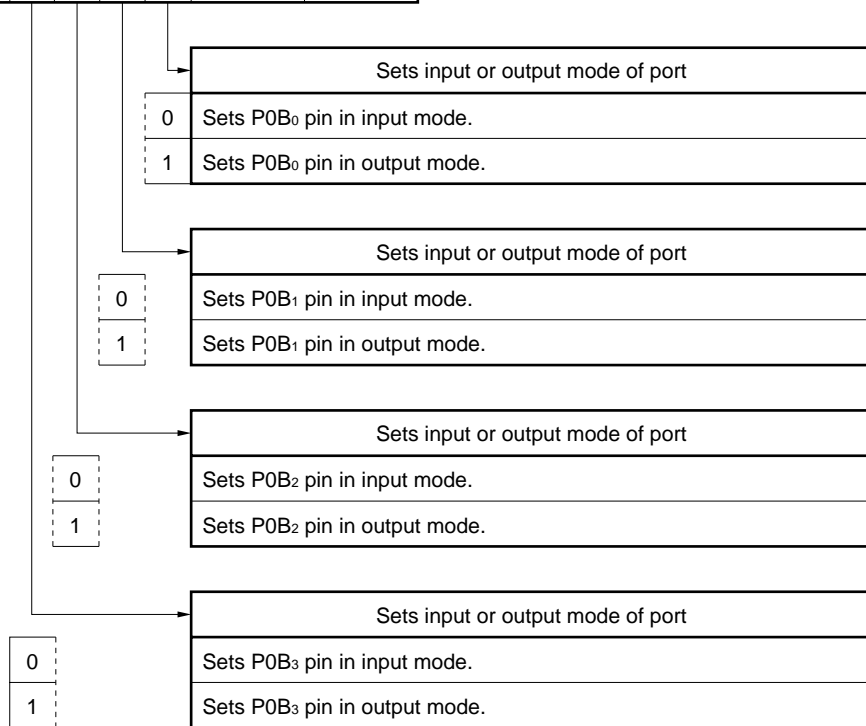 Sets input or output mode of port
0 Sets P0B₀ pin in input mode.
1 Sets P0B₀ pin in output mode.
Sets input or output mode of port
0 Sets P0B₁ pin in input mode.
1 Sets P0B₁ pin in output mode.
Sets input or output mode of port
0 Sets P0B₂ pin in input mode.
1 Sets P0B₂ pin in output mode.
Sets input or output mode of port
0 Sets P0B₃ pin in input mode.
1 Sets P0B₃ pin in output mode.